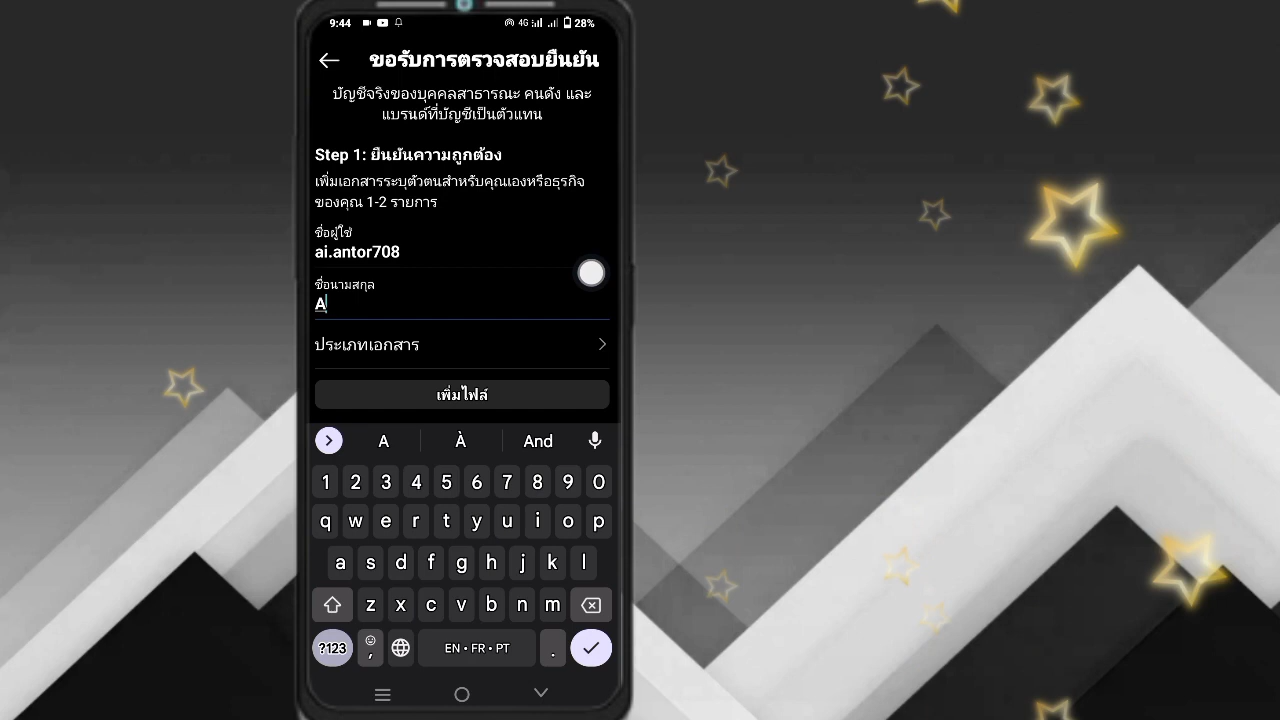 9:44 4G 28%
ขอรับการตรวจสอบยืนยัน
บัญชีจริงของบุคคลสาธารณะ คนดัง และ
แบรนด์ที่บัญชีเป็นตัวแทน
Step 1: ยืนยันความถูกต้อง
เพิ่มเอกสารระบุตัวตนสำหรับคุณเองหรือธุรกิจ
ของคุณ 1-2 รายการ
ชื่อผู้ใช้
ai.antor708
ชื่อนามสกุล
A
ประเภทเอกสาร
เพิ่มไฟล์
A À And
1 2 3 4 5 6 7 8 9 0
q w e r t y u i o p
a s d f g h j k l
z x c v b n m
?123 , EN • FR • PT .